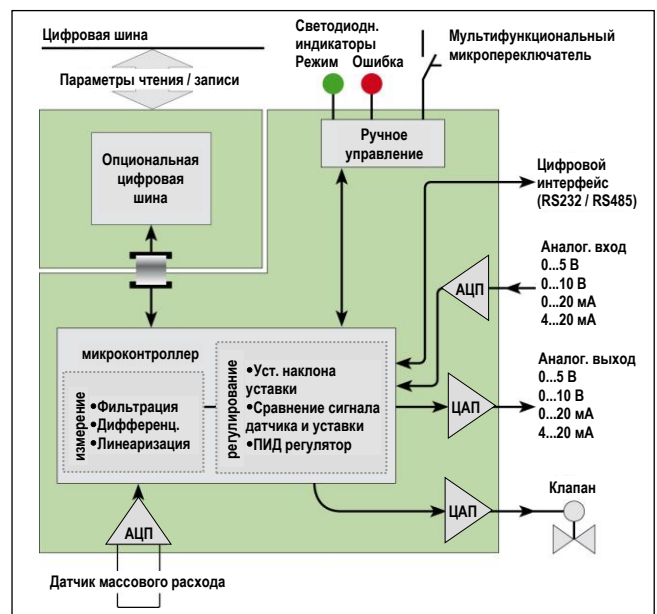 Цифровая шина
Параметры чтения / записи
Опциональная
цифровая
шина
Светодиодн.
индикаторы
Режим Ошибка
Мультифункциональный
микропереключатель
Ручное
управление
Цифровой
интерфейс
(RS232 / RS485)
Аналог. вход
0...5 В
0...10 В
0...20 мА
4...20 мА
АЦП
микроконтроллер
измерение
•Фильтрация
•Дифференц.
•Линеаризация
регулирование
•Уст. наклона
уставки
•Сравнение сигнала
датчика и уставки
•ПИД регулятор
Аналог. выход
0...5 В
0...10 В
0...20 мА
4...20 мА
ЦАП
Клапан
ЦАП
АЦП
Датчик массового расхода